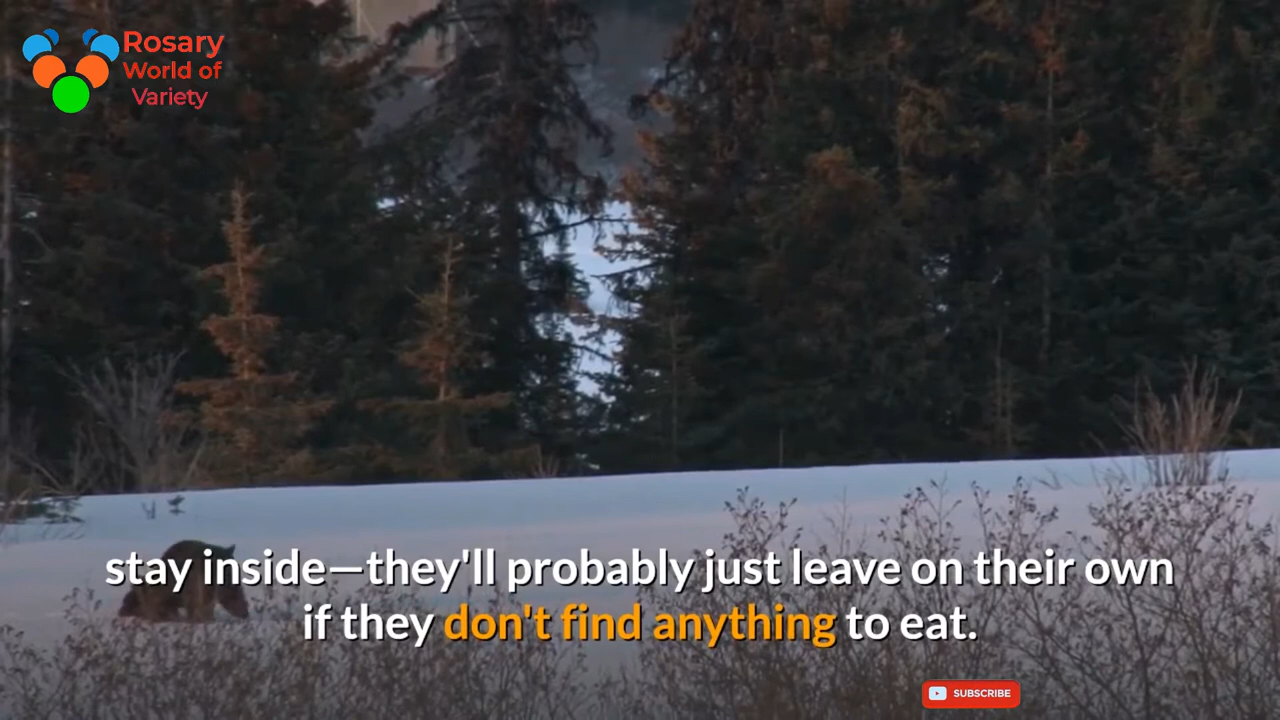 Rosary
World of
Variety
stay inside—they'll probably just leave on their own
if they don't find anything to eat.
SUBSCRIBE